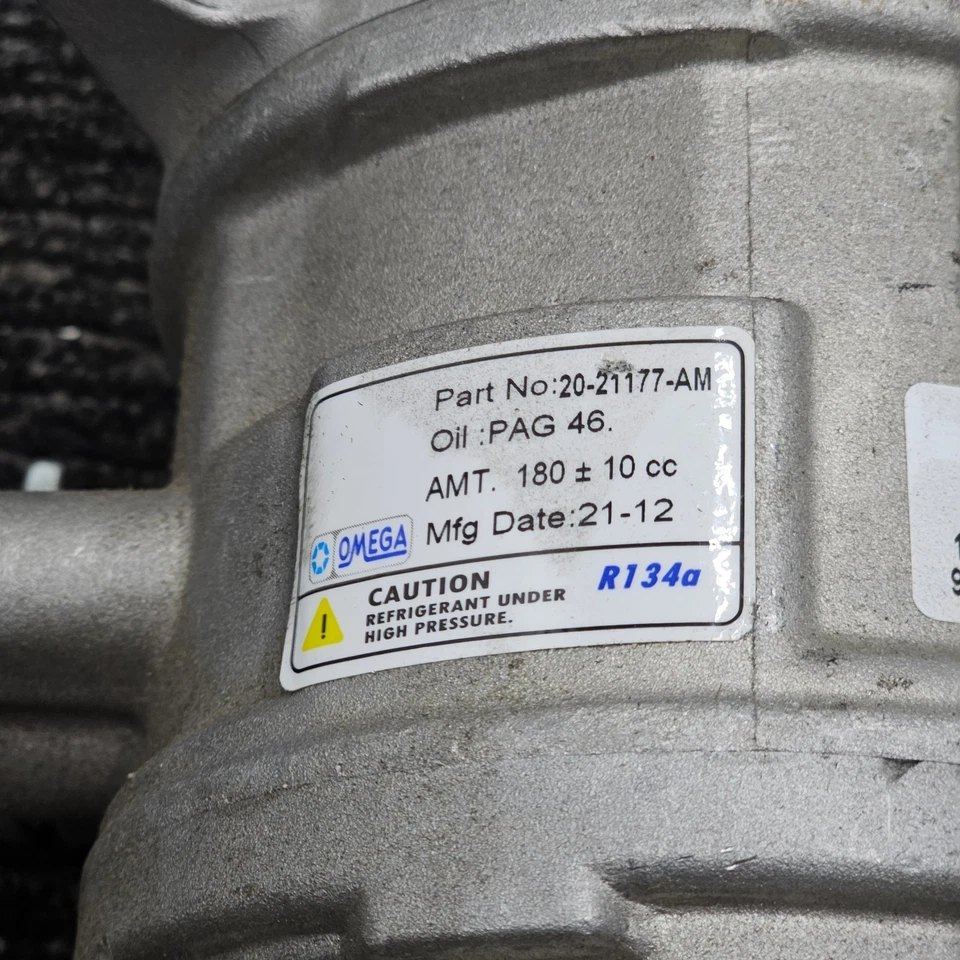 Part No:20-21177-AM
Oil :PAG 46.
AMT. 180 ± 10 cc
Mfg Date:21-12
OMEGA
R134a
CAUTION
REFRIGERANT UNDER
HIGH PRESSURE.
!